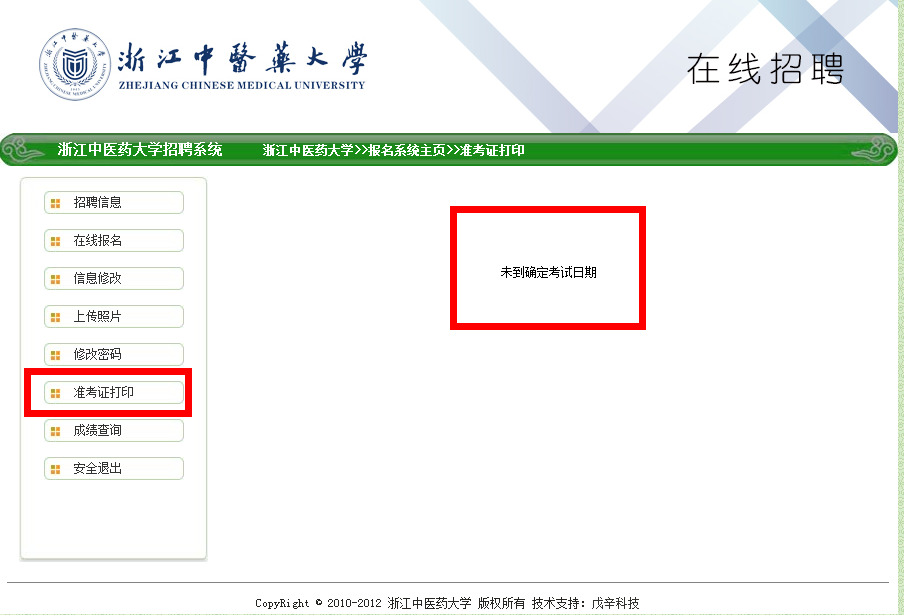 浙江中醫藥大學
ZHEJIANG CHINESE MEDICAL UNIVERSITY
在线招聘
浙江中医药大学招聘系统 浙江中医药大学>>报名系统主页>>准考证打印
招聘信息
在线报名
信息修改
上传照片
修改密码
准考证打印
成绩查询
安全退出
未到确定考试日期
CopyRight © 2010-2012 浙江中医药大学 版权所有 技术支持：戊辛科技